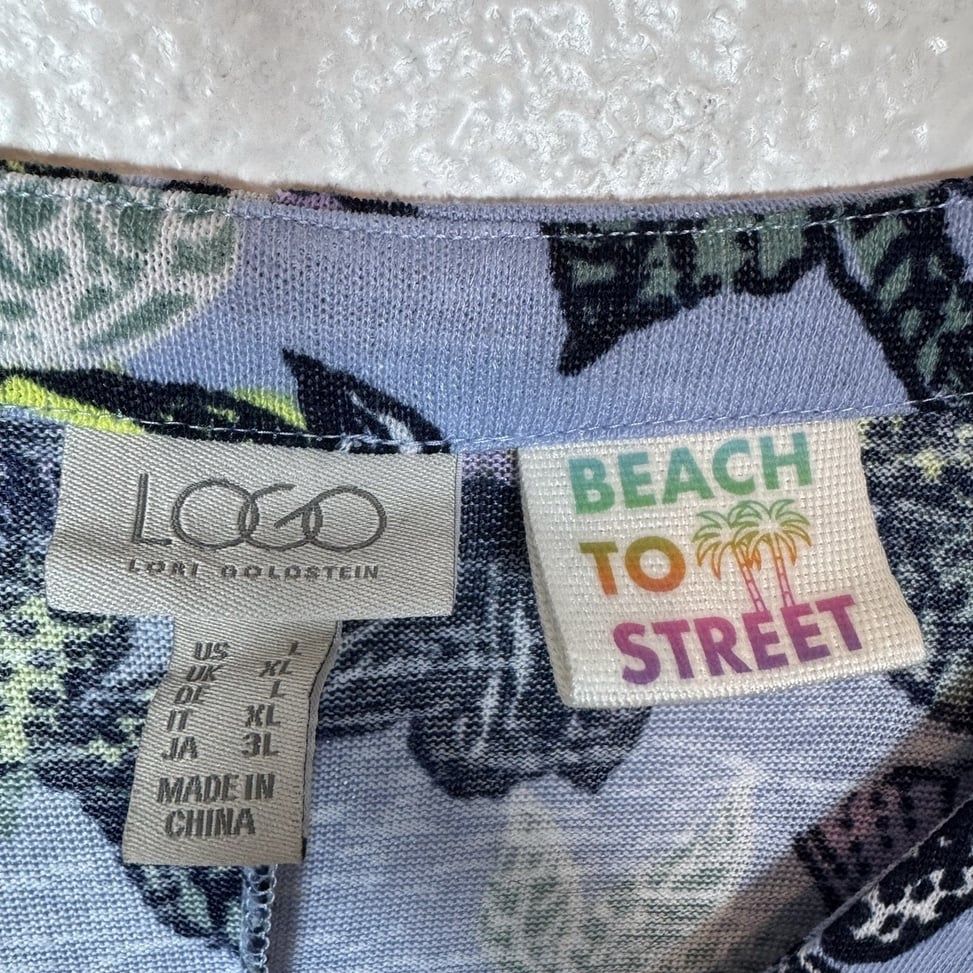 LOGO
LORI GOLDSTEIN
US L
UK XL
DE L
IT XL
JA 3L
MADE IN
CHINA
BEACH
TO
STREET